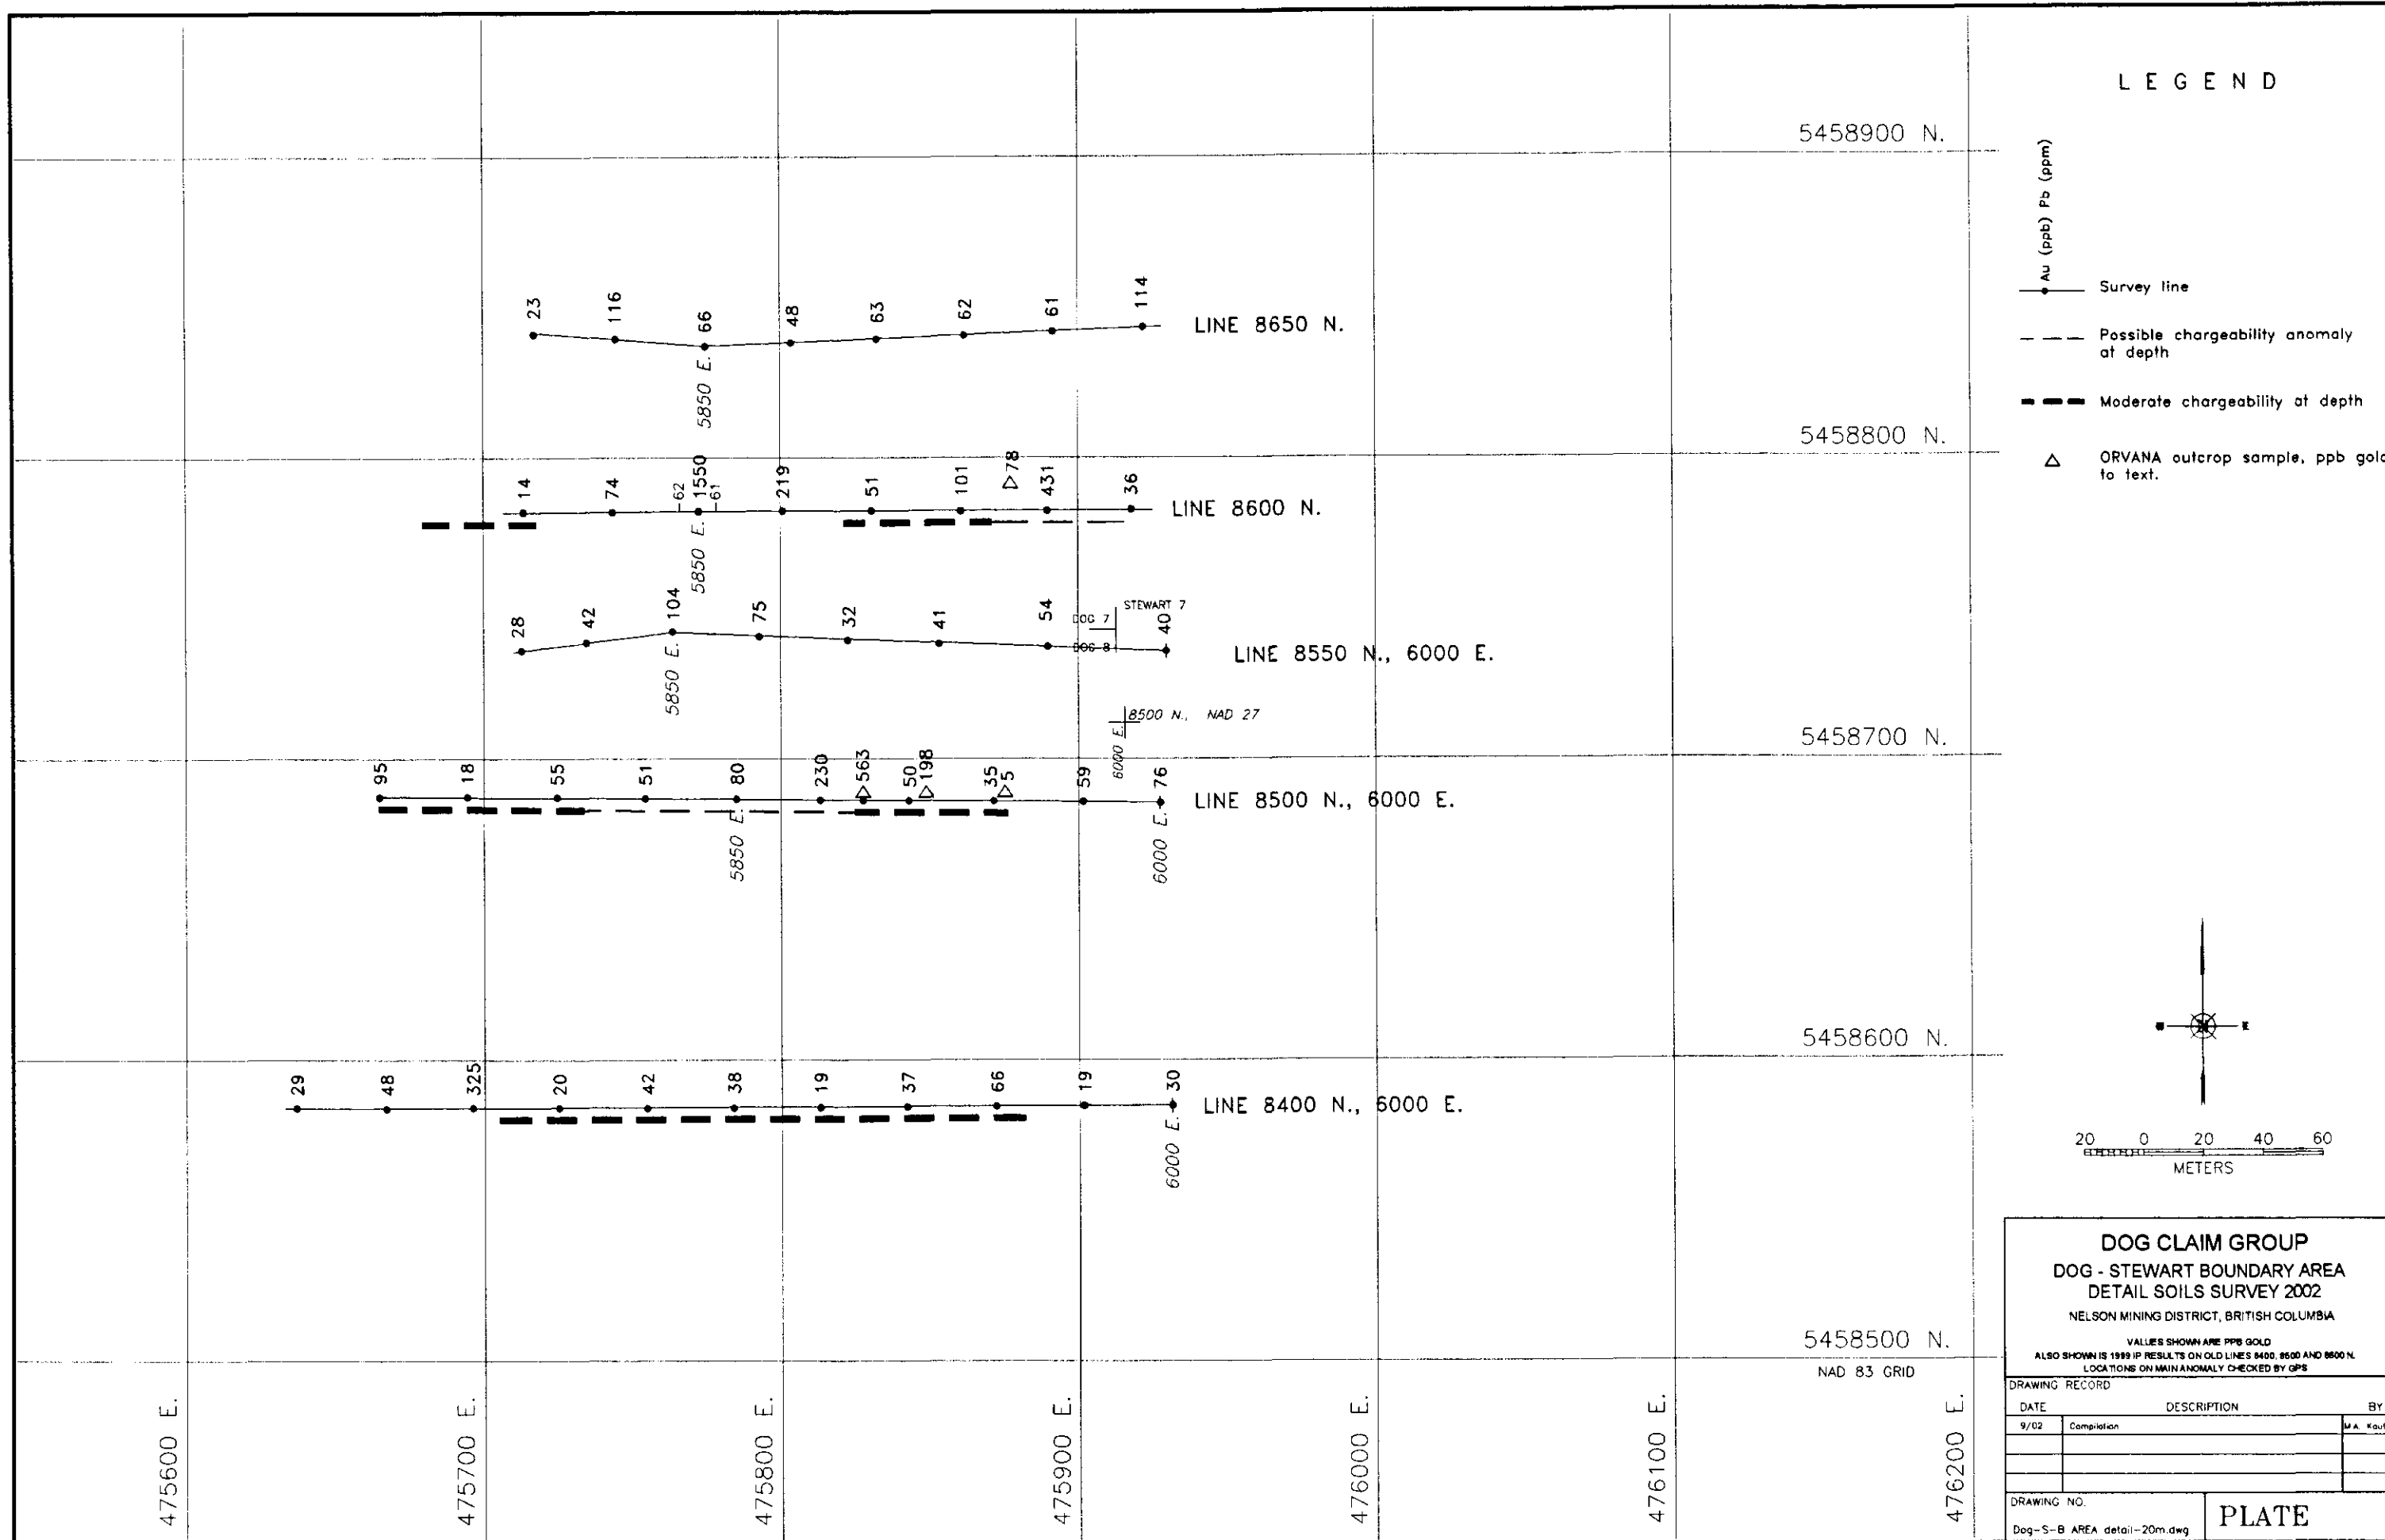 LEGEND
Au (ppb) Pb (ppm)
Survey line
Possible chargeability anomaly
at depth
Moderate chargeability at depth
ORVANA outcrop sample, ppb gold
to text.
5458900 N.
5458800 N.
5458700 N.
5458600 N.
5458500 N.
NAD 83 GRID
475600 E.
475700 E.
475800 E.
475900 E.
476000 E.
476100 E.
476200 E.
23 116 66 48 63 62 61 114
LINE 8650 N.
5850 E.
14 74 62 1550 61 219 51 101 78 431 36
LINE 8600 N.
5850 E.
28 42 104 75 32 41 54 40
DOG 7
STEWART 7
DOG 8
LINE 8550 N., 6000 E.
5850 E.
8500 N., NAD 27
6000 E.
95 18 55 51 80 230 563 50 198 35 5 59 76
LINE 8500 N., 6000 E.
5850 E.
6000 E.
29 48 325 20 42 38 19 37 66 19 30
LINE 8400 N., 6000 E.
6000 E.
20 0 20 40 60
METERS
DOG CLAIM GROUP
DOG - STEWART BOUNDARY AREA
DETAIL SOILS SURVEY 2002
NELSON MINING DISTRICT, BRITISH COLUMBIA
VALUES SHOWN ARE PPB GOLD
ALSO SHOWN IS 1999 IP RESULTS ON OLD LINES 8400, 8500 AND 8600 N.
LOCATIONS ON MAIN ANOMALY CHECKED BY GPS
DRAWING RECORD
DATE DESCRIPTION BY
9/02 Compilation M.A.
DRAWING NO.
Dog-S-B AREA detail-20m.dwg
PLATE